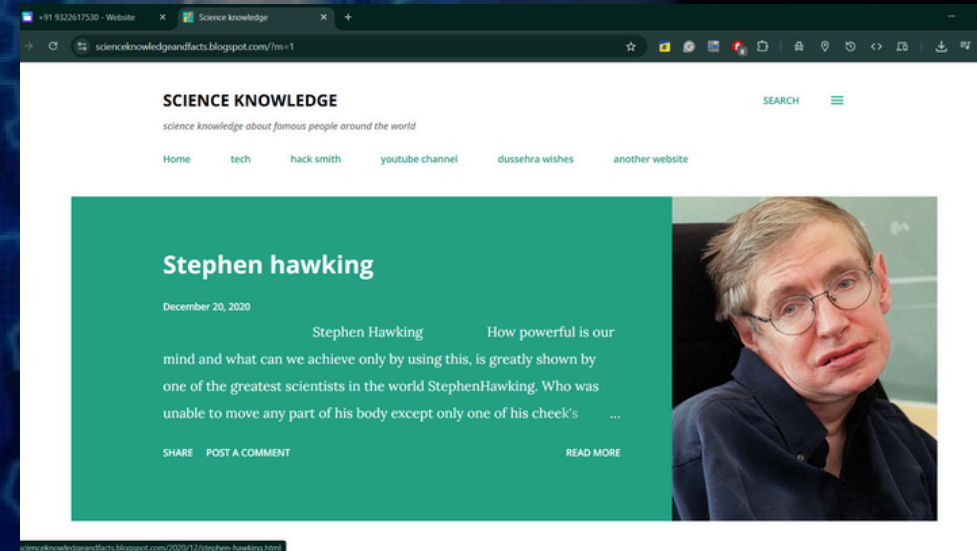 +91 9322617530 - Website
Science knowledge
scienceknowledgeandfacts.blogspot.com/?m=1
SCIENCE KNOWLEDGE
SEARCH
science knowledge about famous people around the world
Home tech hack smith youtube channel dussehra wishes another website
Stephen hawking
December 20, 2020
Stephen Hawking How powerful is our
mind and what can we achieve only by using this, is greatly shown by
one of the greatest scientists in the world StephenHawking. Who was
unable to move any part of his body except only one of his cheek's ...
SHARE POST A COMMENT READ MORE
scienceknowledgeandfacts.blogspot.com/2020/12/stephen-hawking.html